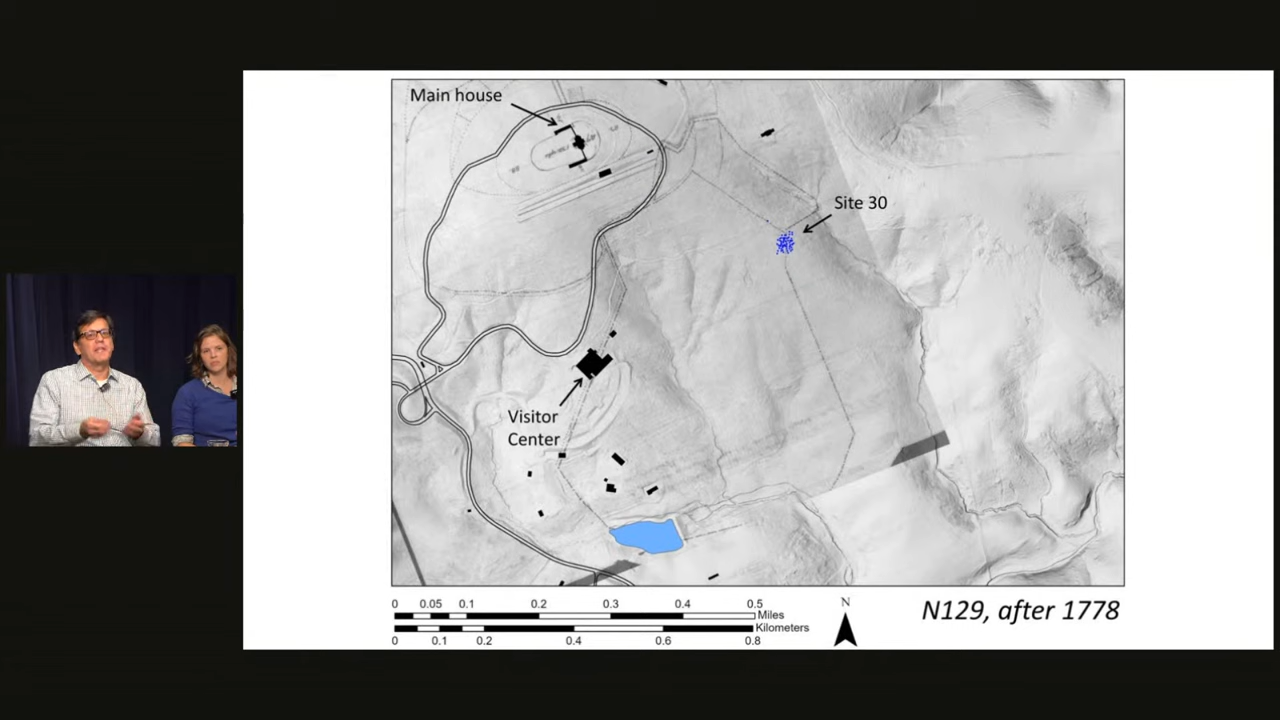 Main house
Site 30
Visitor
Center
0 0.05 0.1 0.2 0.3 0.4 0.5
Miles
Kilometers
0 0.1 0.2 0.4 0.6 0.8
N
N129, after 1778